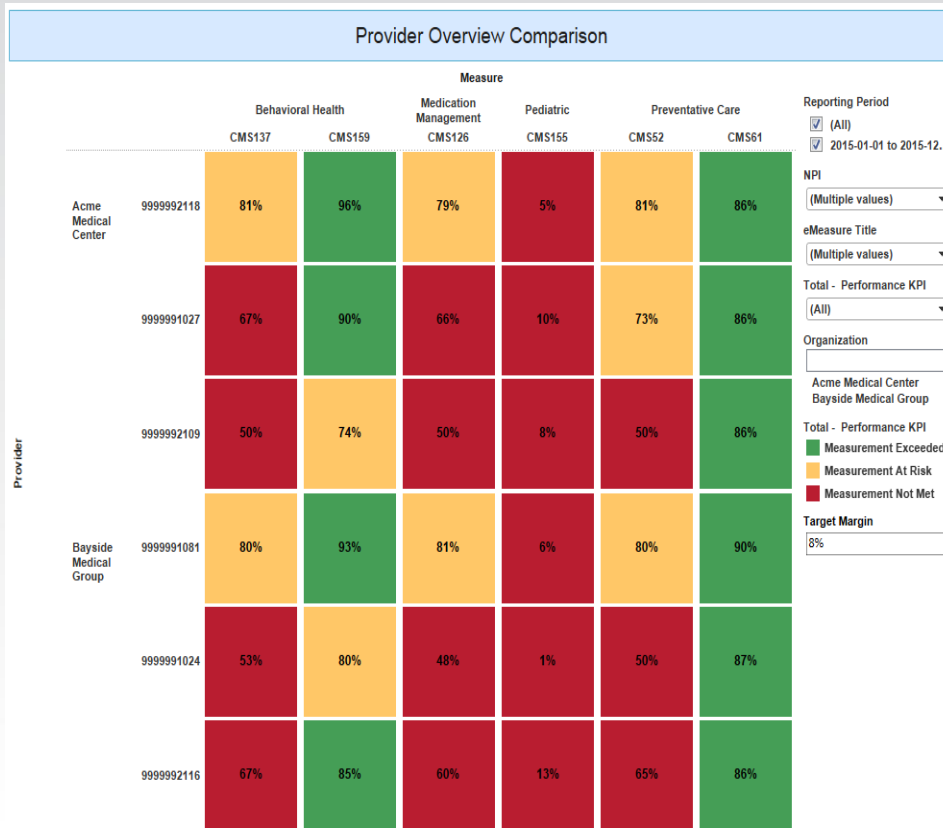 Provider Overview Comparison
Measure
Behavioral Health
Medication
Management
Pediatric
Preventative Care
CMS137 CMS159 CMS126 CMS155 CMS52 CMS61
Provider
Acme
Medical
Center
9999992118 81% 96% 79% 5% 81% 86%
9999991027 67% 90% 66% 10% 73% 86%
9999992109 50% 74% 50% 8% 50% 86%
Bayside
Medical
Group
9999991081 80% 93% 81% 6% 80% 90%
9999991024 53% 80% 48% 1% 50% 87%
9999992116 67% 85% 60% 13% 65% 86%
Reporting Period
(All)
2015-01-01 to 2015-12.
NPI
(Multiple values)
eMeasure Title
(Multiple values)
Total - Performance KPI
(All)
Organization
Acme Medical Center
Bayside Medical Group
Total - Performance KPI
Measurement Exceeded
Measurement At Risk
Measurement Not Met
Target Margin
8%